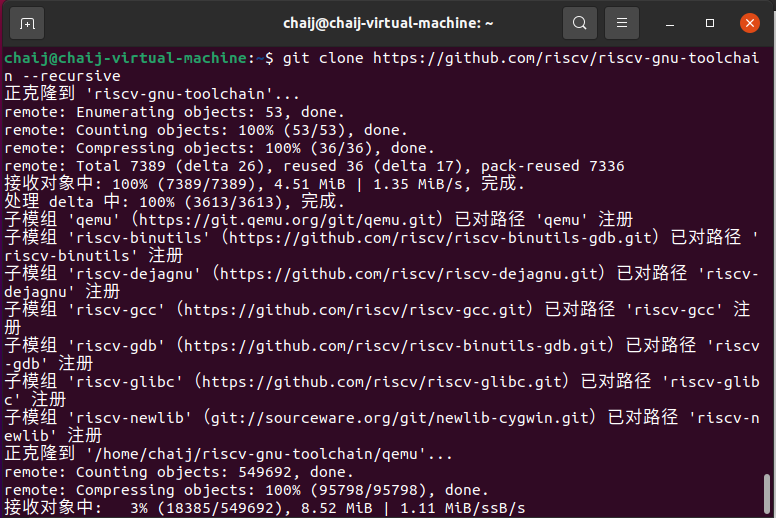 chaij@chaij-virtual-machine: ~
chaij@chaij-virtual-machine:~$ git clone https://github.com/riscv/riscv-gnu-toolchai
n --recursive
正克隆到 'riscv-gnu-toolchain'...
remote: Enumerating objects: 53, done.
remote: Counting objects: 100% (53/53), done.
remote: Compressing objects: 100% (36/36), done.
remote: Total 7389 (delta 26), reused 36 (delta 17), pack-reused 7336
接收对象中: 100% (7389/7389), 4.51 MiB | 1.35 MiB/s, 完成.
处理 delta 中: 100% (3613/3613), 完成.
子模组 'qemu'（https://git.qemu.org/git/qemu.git）已对路径 'qemu' 注册
子模组 'riscv-binutils'（https://github.com/riscv/riscv-binutils-gdb.git）已对路径 '
riscv-binutils' 注册
子模组 'riscv-dejagnu'（https://github.com/riscv/riscv-dejagnu.git）已对路径 'riscv-
dejagnu' 注册
子模组 'riscv-gcc'（https://github.com/riscv/riscv-gcc.git）已对路径 'riscv-gcc' 注
册
子模组 'riscv-gdb'（https://github.com/riscv/riscv-binutils-gdb.git）已对路径 'riscv
-gdb' 注册
子模组 'riscv-glibc'（https://github.com/riscv/riscv-glibc.git）已对路径 'riscv-glib
c' 注册
子模组 'riscv-newlib'（git://sourceware.org/git/newlib-cygwin.git）已对路径 'riscv-n
ewlib' 注册
正克隆到 '/home/chaij/riscv-gnu-toolchain/qemu'...
remote: Counting objects: 549692, done.
remote: Compressing objects: 100% (95798/95798), done.
接收对象中:   3% (18385/549692), 8.52 MiB | 1.11 MiB/ssB/s